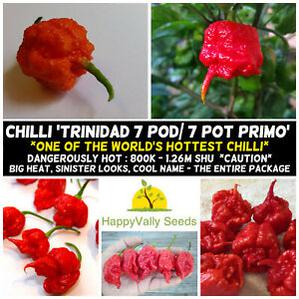 CHILLI 'TRINIDAD 7 POD/ 7 POT PRIMO'
*ONE OF THE WORLD'S HOTTEST CHILLI*
DANGEROUSLY HOT : 800K - 1.26M SHU *CAUTION*
BIG HEAT, SINISTER LOOKS, COOL NAME - THE ENTIRE PACKAGE
HappyVally Seeds